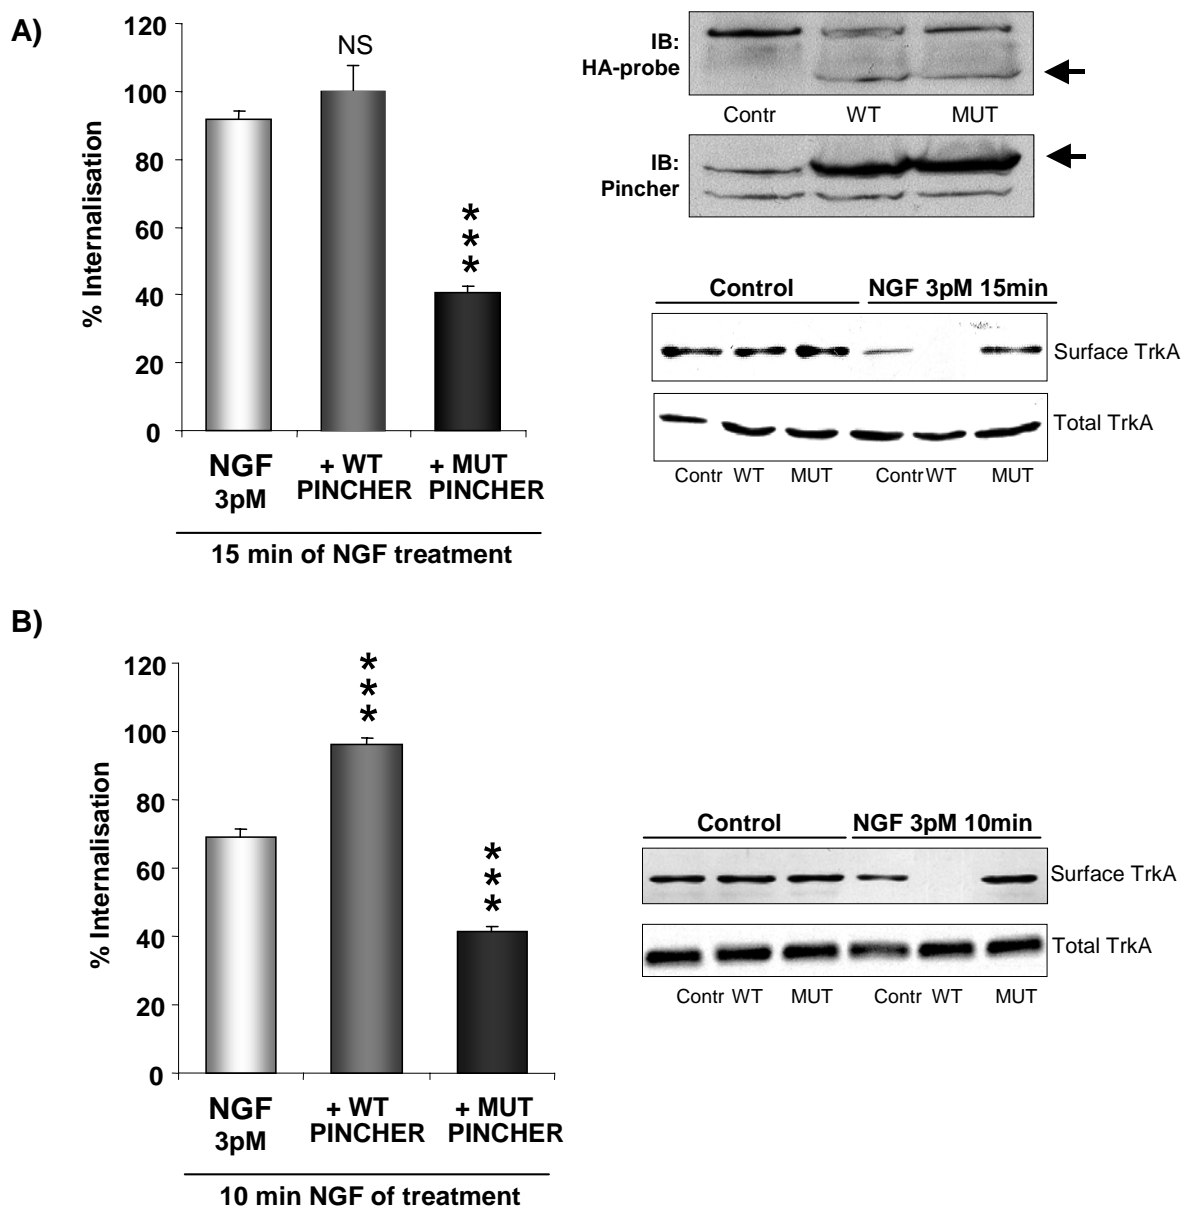 A)
120
100
80
60
40
20
0
% Internalisation
NS
***
NGF
3pM
+ WT
PINCHER
+ MUT
PINCHER
15 min of NGF treatment
IB:
HA-probe
Contr WT MUT
IB:
Pincher
Control NGF 3pM 15min
Surface TrkA
Total TrkA
Contr WT MUT Contr WT MUT
B)
120
100
80
60
40
20
0
% Internalisation
***
***
NGF
3pM
+ WT
PINCHER
+ MUT
PINCHER
10 min NGF of treatment
Control NGF 3pM 10min
Surface TrkA
Total TrkA
Contr WT MUT Contr WT MUT